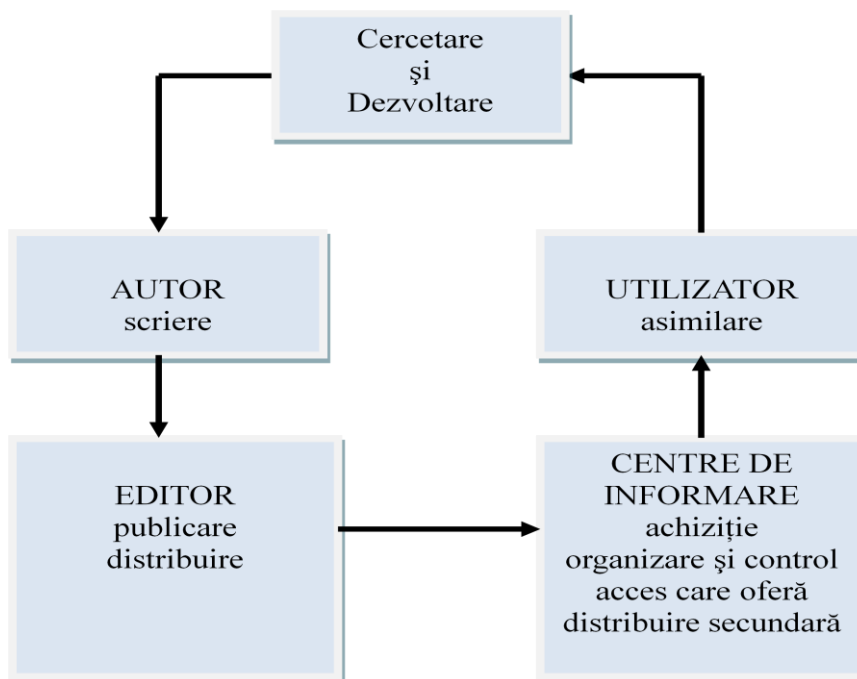 Cercetare
şi
Dezvoltare
AUTOR
scriere
UTILIZATOR
asimilare
EDITOR
publicare
distribuire
CENTRE DE
INFORMARE
achiziţie
organizare şi control
acces care oferă
distribuire secundară